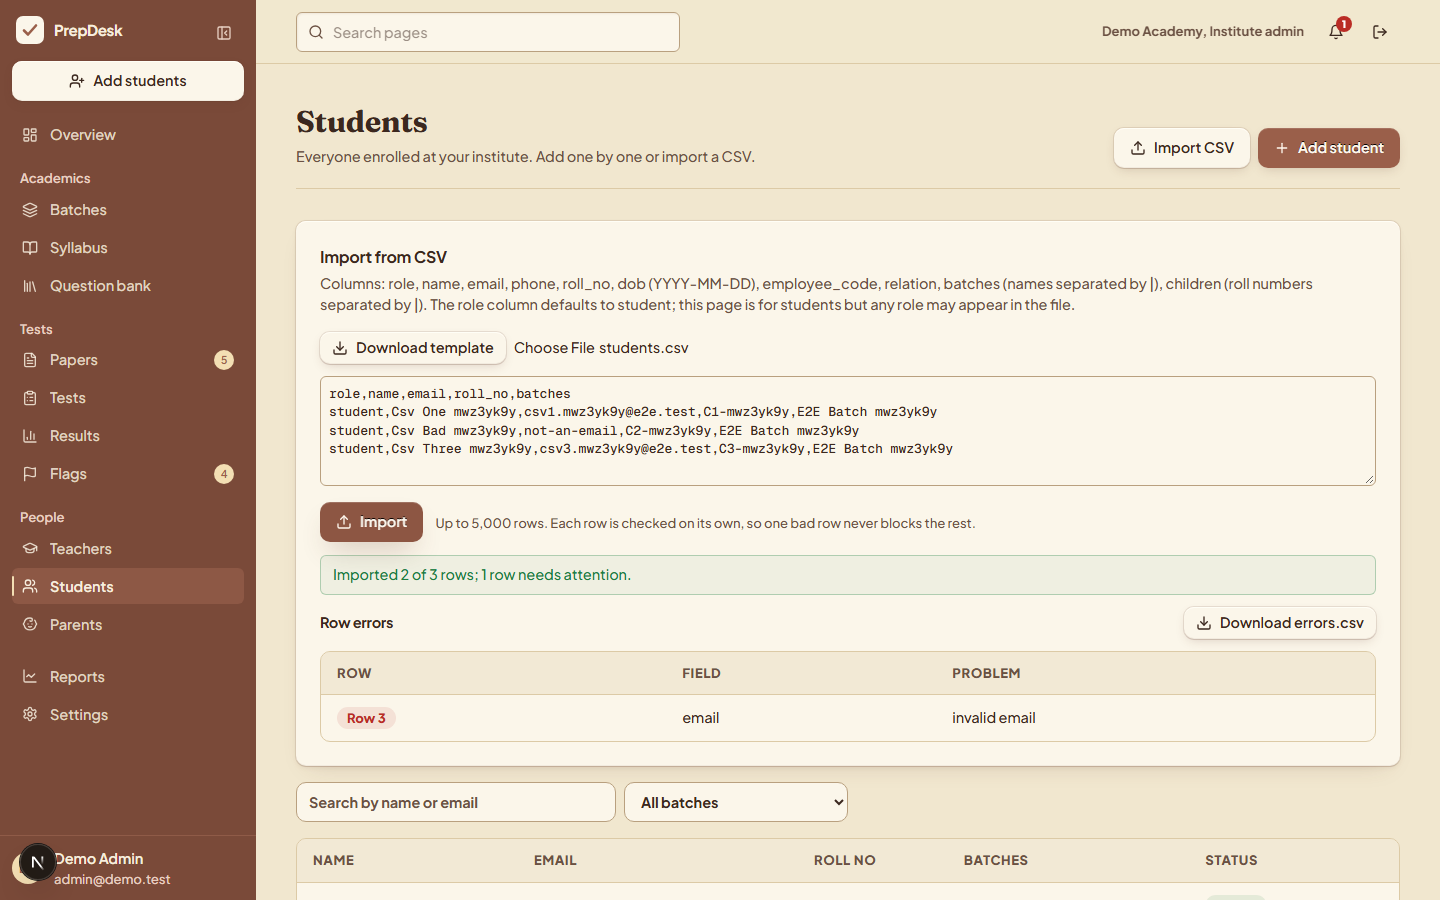 PrepDesk
Add students
Overview
Academics
Batches
Syllabus
Question bank
Tests
Papers 5
Tests
Results
Flags 4
People
Teachers
Students
Parents
Reports
Settings
N
Demo Admin
admin@demo.test
Search pages
Demo Academy, Institute admin
1
Students
Everyone enrolled at your institute. Add one by one or import a CSV.
Import CSV
Add student
Import from CSV
Columns: role, name, email, phone, roll_no, dob (YYYY-MM-DD), employee_code, relation, batches (names separated by |), children (roll numbers
separated by |). The role column defaults to student; this page is for students but any role may appear in the file.
Download template Choose File students.csv
role,name,email,roll_no,batches
student,Csv One mwz3yk9y,csv1.mwz3yk9y@e2e.test,C1-mwz3yk9y,E2E Batch mwz3yk9y
student,Csv Bad mwz3yk9y,not-an-email,C2-mwz3yk9y,E2E Batch mwz3yk9y
student,Csv Three mwz3yk9y,csv3.mwz3yk9y@e2e.test,C3-mwz3yk9y,E2E Batch mwz3yk9y
Import
Up to 5,000 rows. Each row is checked on its own, so one bad row never blocks the rest.
Imported 2 of 3 rows; 1 row needs attention.
Row errors
Download errors.csv
ROW FIELD PROBLEM
Row 3 email invalid email
Search by name or email
All batches
NAME EMAIL ROLL NO BATCHES STATUS